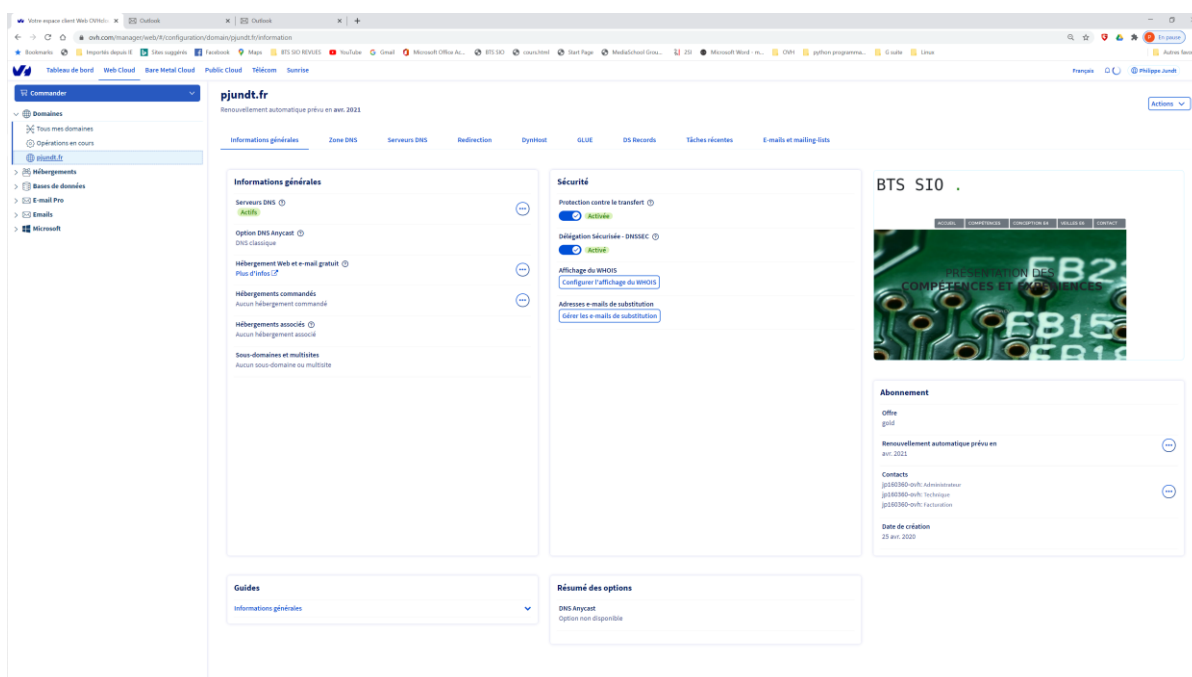 Votre espace client Web OVHclo
Outlook
Outlook
ovh.com/manager/web/#/configuration/domain/pjundt.fr/information
En pause
Bookmarks
Importés depuis IE
Sites suggérés
Facebook
Maps
BTS SIO REVUES
YouTube
Gmail
Microsoft Office Ac...
BTS SIO
cours.html
Start Page
MediaSchool Grou...
2SI
Microsoft Word - m...
OVH
python programma...
G suite
Linux
Autres favo
Tableau de bord
Web Cloud
Bare Metal Cloud
Public Cloud
Télécom
Sunrise
Français
Philippe Jundt
Commander
Domaines
Tous mes domaines
Opérations en cours
pjundt.fr
Hébergements
Bases de données
E-mail Pro
Emails
Microsoft
pjundt.fr
Renouvellement automatique prévu en avr. 2021
Actions
Informations générales
Zone DNS
Serveurs DNS
Redirection
DynHost
GLUE
DS Records
Tâches récentes
E-mails et mailing-lists
Informations générales
Serveurs DNS
Actifs
Option DNS Anycast
DNS classique
Hébergement Web et e-mail gratuit
Plus d'infos
Hébergements commandés
Aucun hébergement commandé
Hébergements associés
Aucun hébergement associé
Sous-domaines et multisites
Aucun sous-domaine ou multisite
Sécurité
Protection contre le transfert
Activée
Délégation Sécurisée - DNSSEC
Activé
Affichage du WHOIS
Configurer l'affichage du WHOIS
Adresses e-mails de substitution
Gérer les e-mails de substitution
BTS SIO .
ACCUEIL
COMPÉTENCES
CONTACT
PRÉSENTATION DES
COMPÉTENCES ET EXPÉRIENCES
Abonnement
Offre
gold
Renouvellement automatique prévu en
avr. 2021
Contacts
jp160360-ovh: Administrateur
jp160360-ovh: Technique
jp160360-ovh: Facturation
Date de création
25 avr. 2020
Guides
Informations générales
Résumé des options
DNS Anycast
Option non disponible